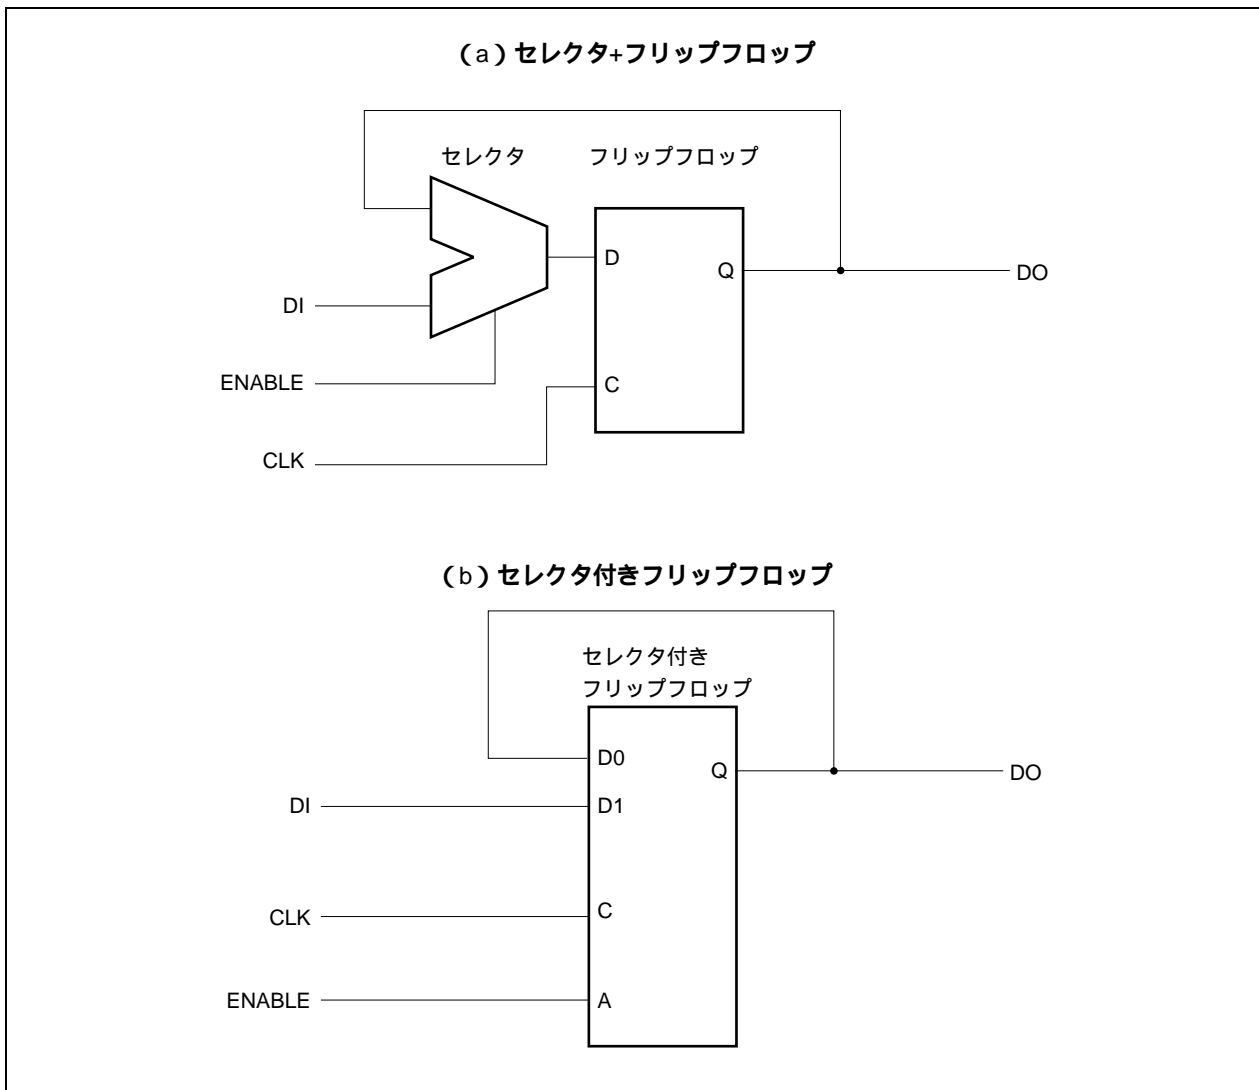 （a）セレクタ+フリップフロップ
セレクタ
フリップフロップ
D
Q
DO
DI
ENABLE
C
CLK
（b）セレクタ付きフリップフロップ
セレクタ付き
フリップフロップ
D0
Q
DO
DI
D1
CLK
C
ENABLE
A